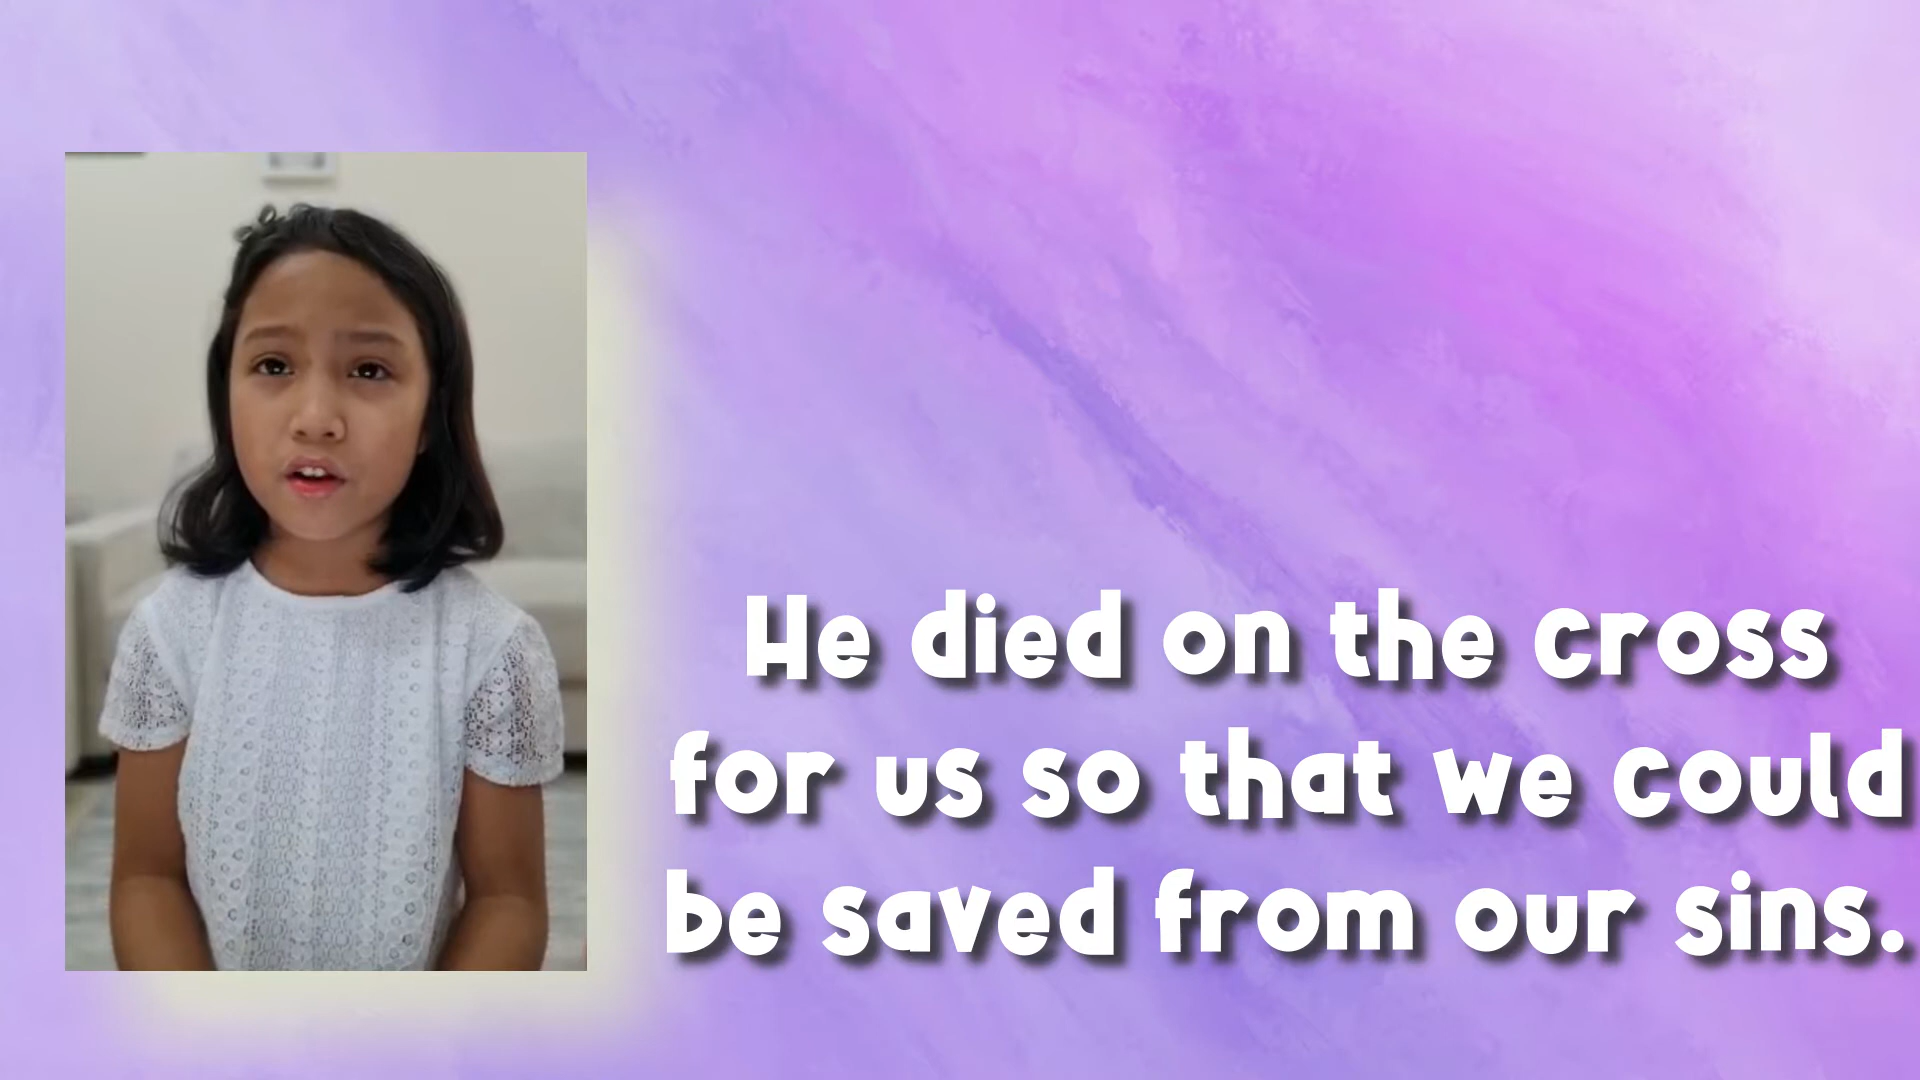 He died on the cross
for us so that we could
be saved from our sins.